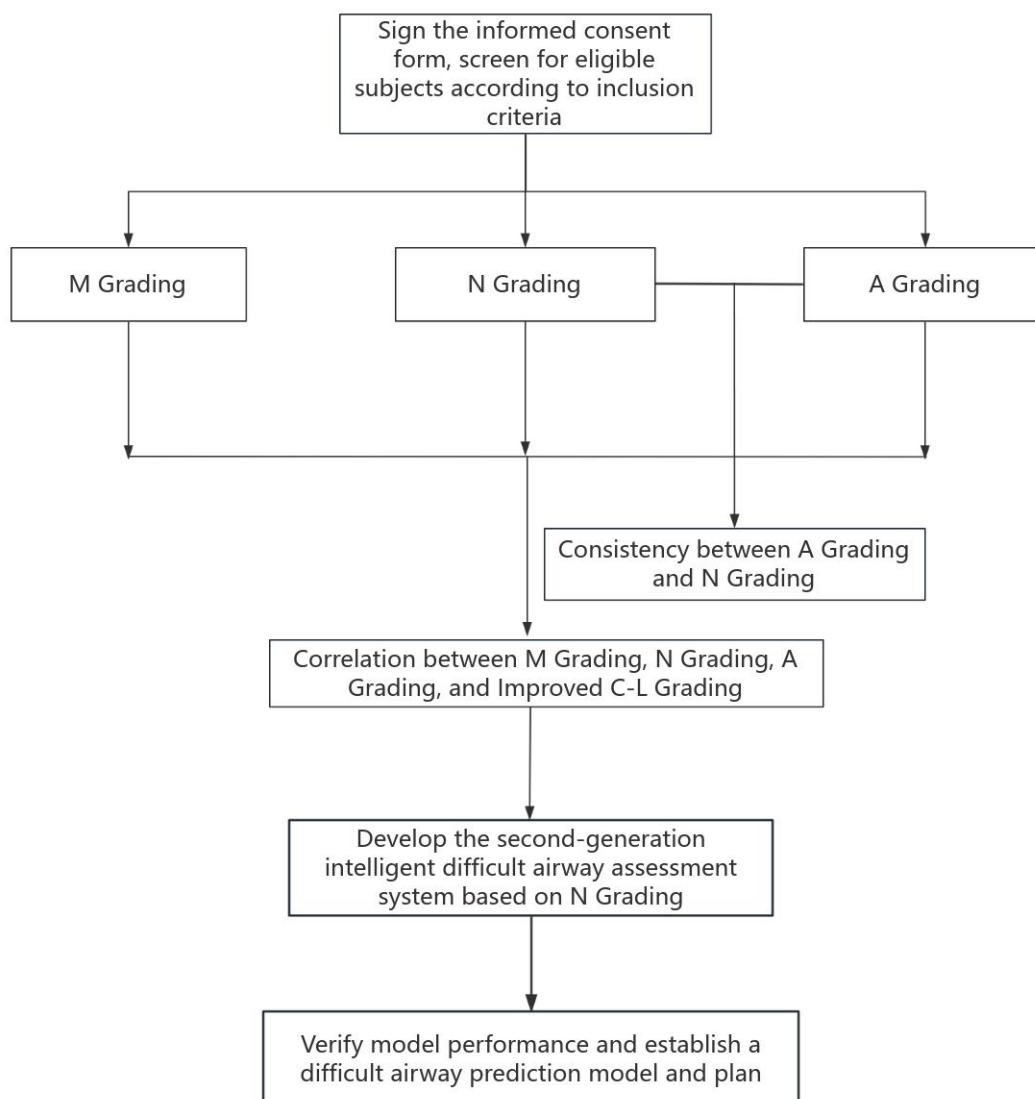 Sign the informed consent
form, screen for eligible
subjects according to inclusion
criteria
M Grading
N Grading
A Grading
Consistency between A Grading
and N Grading
Correlation between M Grading, N Grading, A
Grading, and Improved C-L Grading
Develop the second-generation
intelligent difficult airway assessment
system based on N Grading
Verify model performance and establish a
difficult airway prediction model and plan